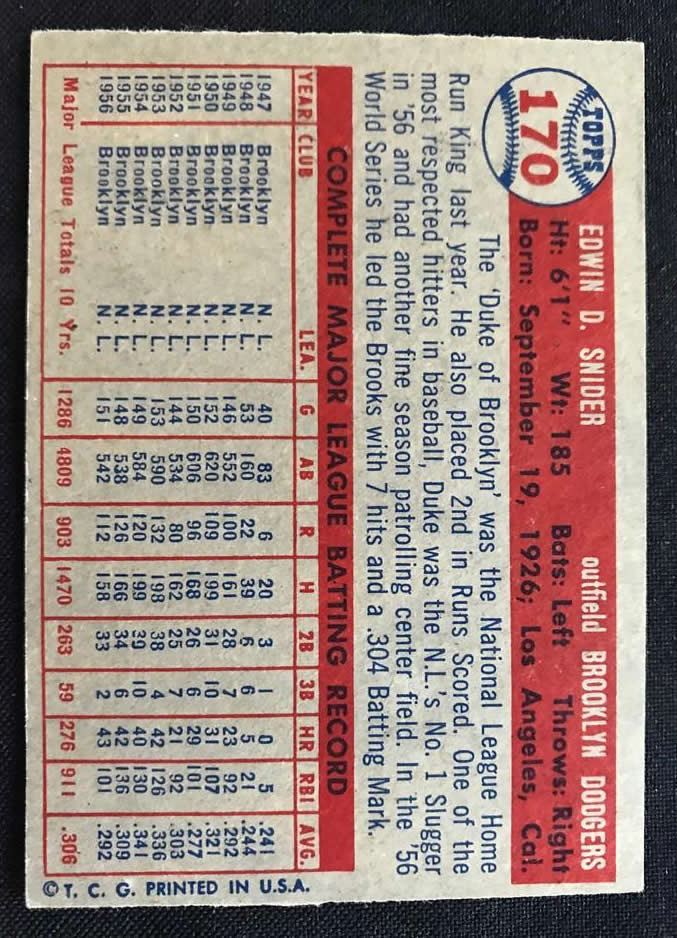 TOPPS
170
EDWIN D. SNIDER outfield BROOKLYN DODGERS
Ht: 6'1" Wt: 185 Bats: Left Throws: Right
Born: September 19, 1926; Los Angeles, Cal.
The 'Duke of Brooklyn' was the National League Home
Run King last year. He also placed 2nd in Runs Scored. One of the
most respected hitters in baseball, Duke was the N.L.'s No. 1 Slugger
in '56 and had another fine season patrolling center field. In the '56
World Series he led the Brooks with 7 hits and a .304 Batting Mark.
COMPLETE MAJOR LEAGUE BATTING RECORD
YEAR CLUB LEA. G AB R H 2B 3B HR RBI AVG.
1947 Brooklyn N. L. 40 83 6 20 3 1 0 5 .241
1948 Brooklyn N. L. 53 160 22 39 6 6 5 21 .244
1949 Brooklyn N. L. 146 552 100 161 28 7 23 92 .292
1950 Brooklyn N. L. 152 620 109 199 31 10 31 107 .321
1951 Brooklyn N. L. 150 606 96 168 26 6 29 101 .277
1952 Brooklyn N. L. 144 534 80 162 25 7 21 92 .303
1953 Brooklyn N. L. 153 590 132 198 38 4 42 126 .336
1954 Brooklyn N. L. 149 584 120 199 39 10 40 130 .341
1955 Brooklyn N. L. 148 538 126 166 34 6 42 136 .309
1956 Brooklyn N. L. 151 542 112 158 33 2 43 101 .292
Major League Totals 10 Yrs. 1286 4809 903 1470 263 59 276 911 .306
© T. C. G. PRINTED IN U.S.A.